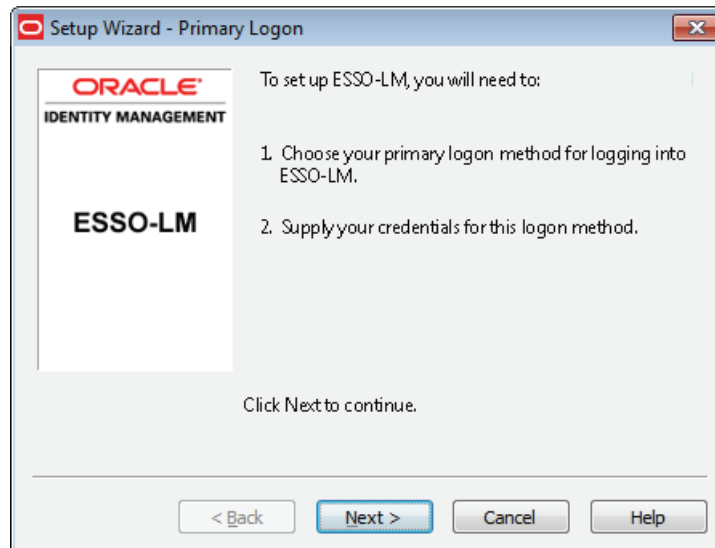 Setup Wizard - Primary Logon
ORACLE
IDENTITY MANAGEMENT
ESSO-LM
To set up ESSO-LM, you will need to:
1. Choose your primary logon method for logging into
ESSO-LM.
2. Supply your credentials for this logon method.
Click Next to continue.
< Back
Next >
Cancel
Help